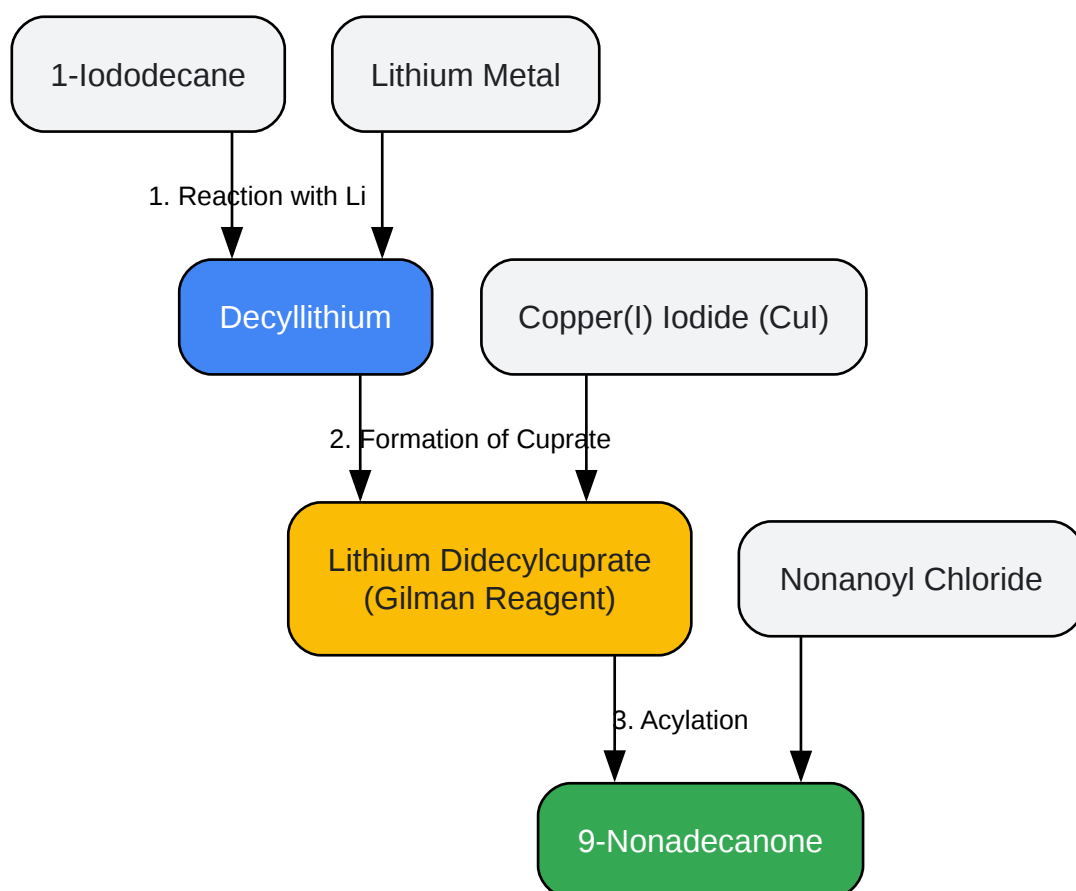 1-Iododecane
Lithium Metal
1. Reaction with Li
Decyllithium
Copper(I) Iodide (CuI)
2. Formation of Cuprate
Lithium Didecylcuprate
(Gilman Reagent)
Nonanoyl Chloride
3. Acylation
9-Nonadecanone